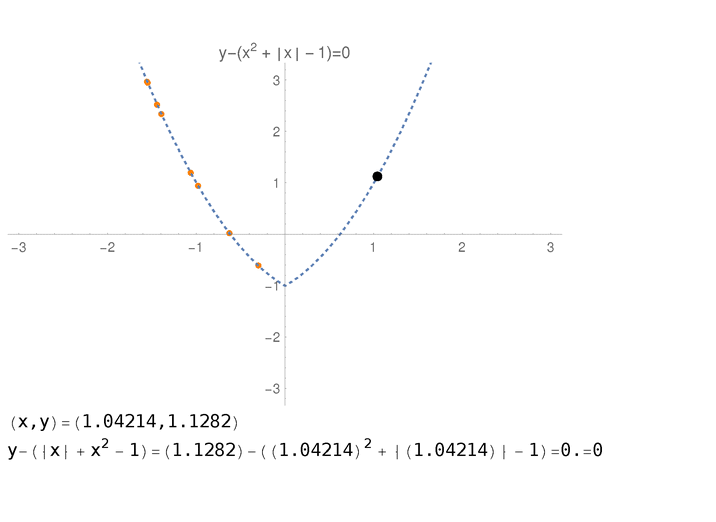 y−(x² + |x| − 1)=0
3
2
1
−3 −2 −1 1 2 3
−1
−2
−3
(x,y)=(1.04214,1.1282)
y−(|x| + x² − 1)=(1.1282)−((1.04214)² + |(1.04214)| − 1)=0.=0